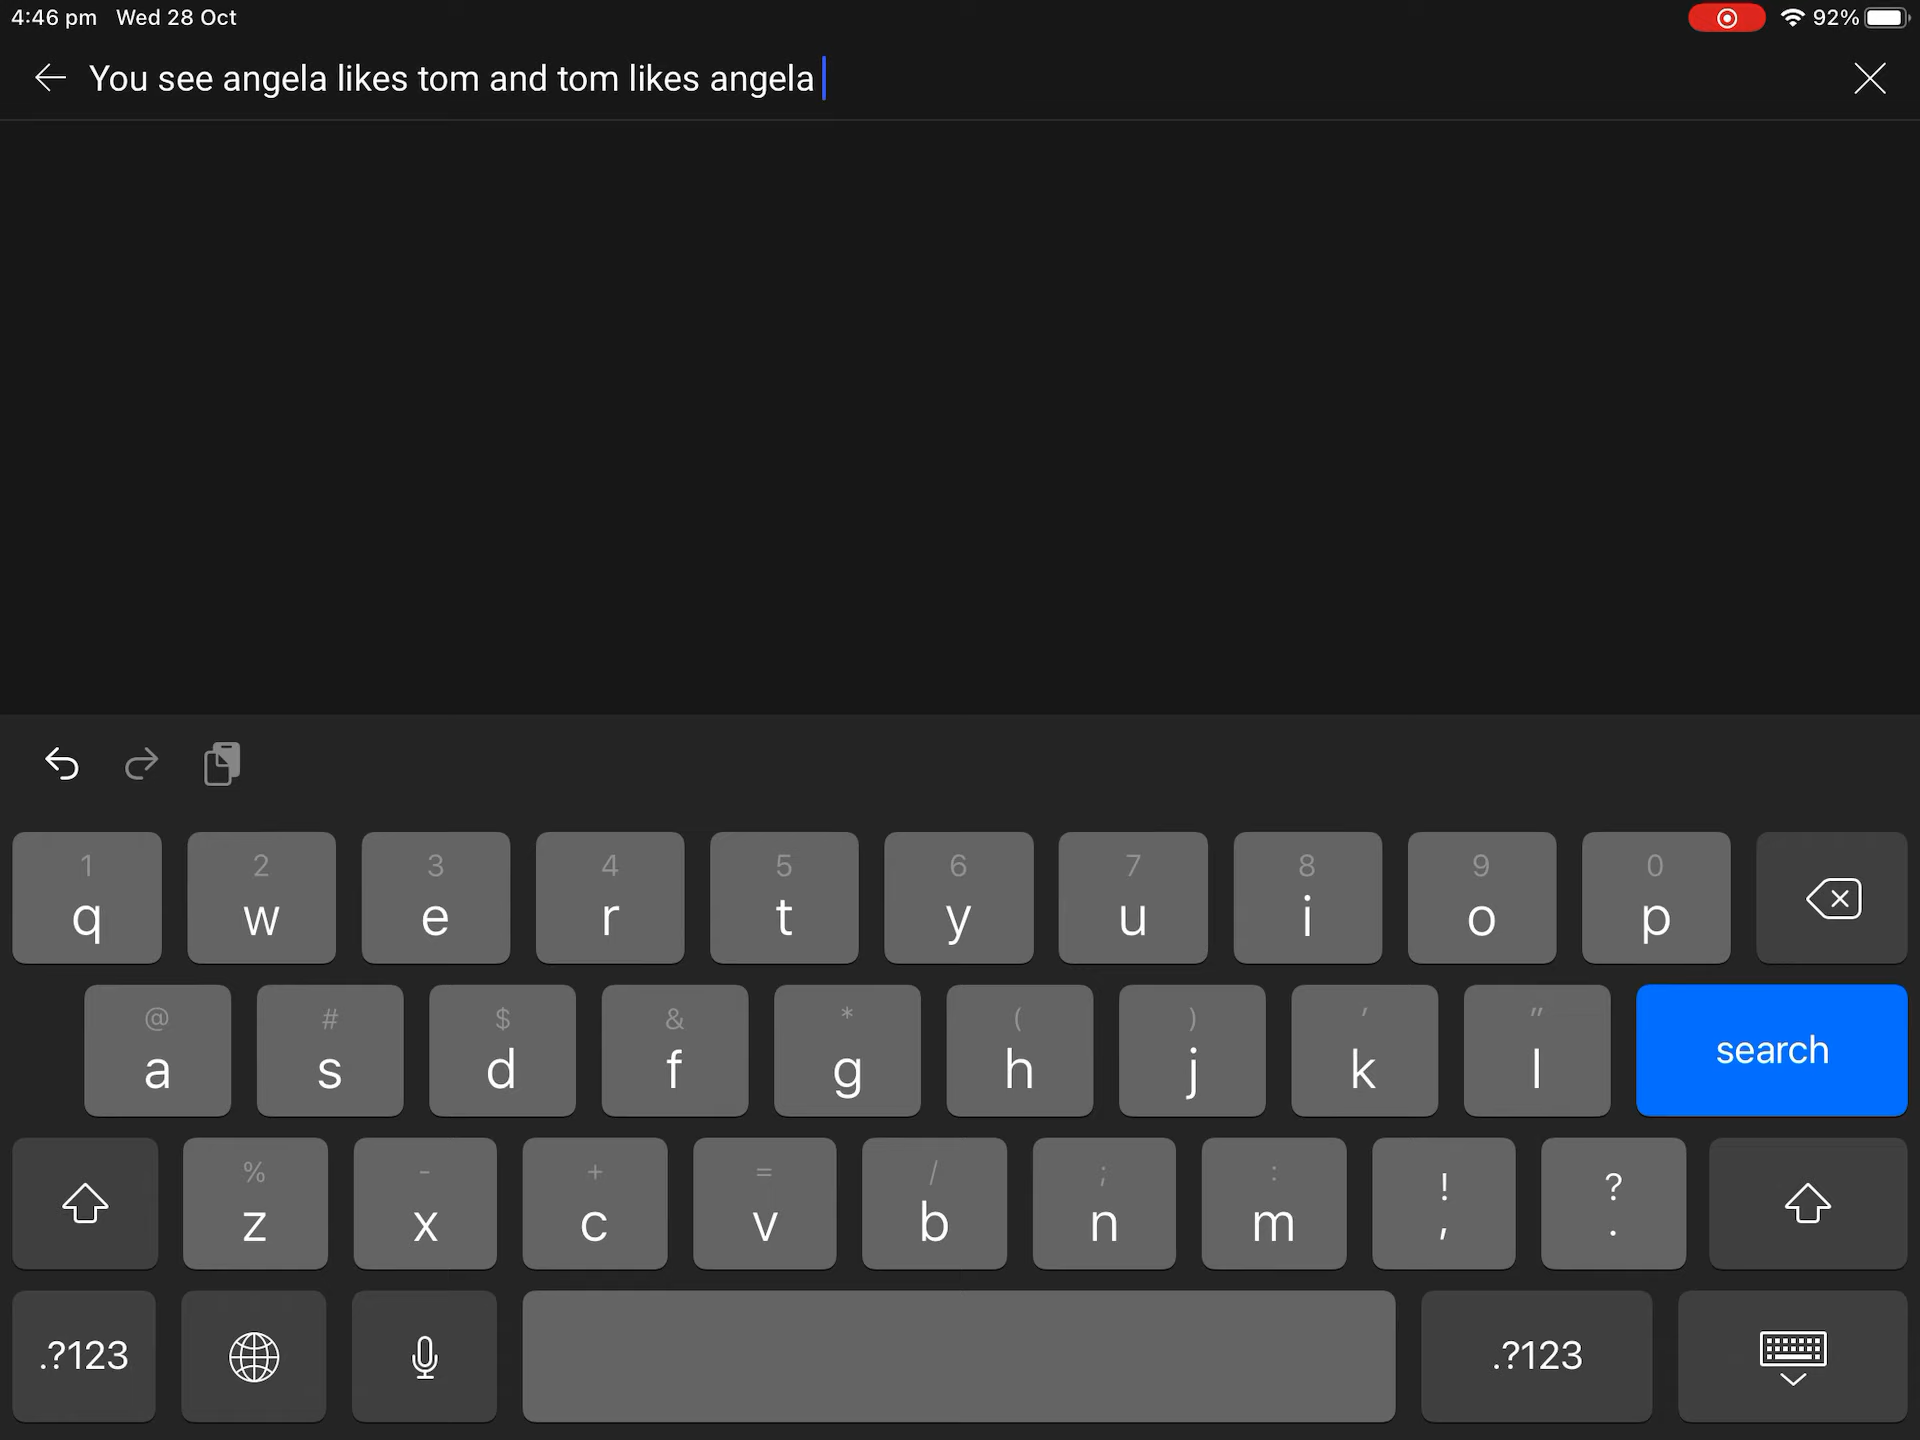 4:46 pm Wed 28 Oct 92%
You see angela likes tom and tom likes angela
1 2 3 4 5 6 7 8 9 0
q w e r t y u i o p
@ # $ & * ( ) ' "
a s d f g h j k l search
% - + = / ; : ! ?
z x c v b n m , .
.?123 .?123